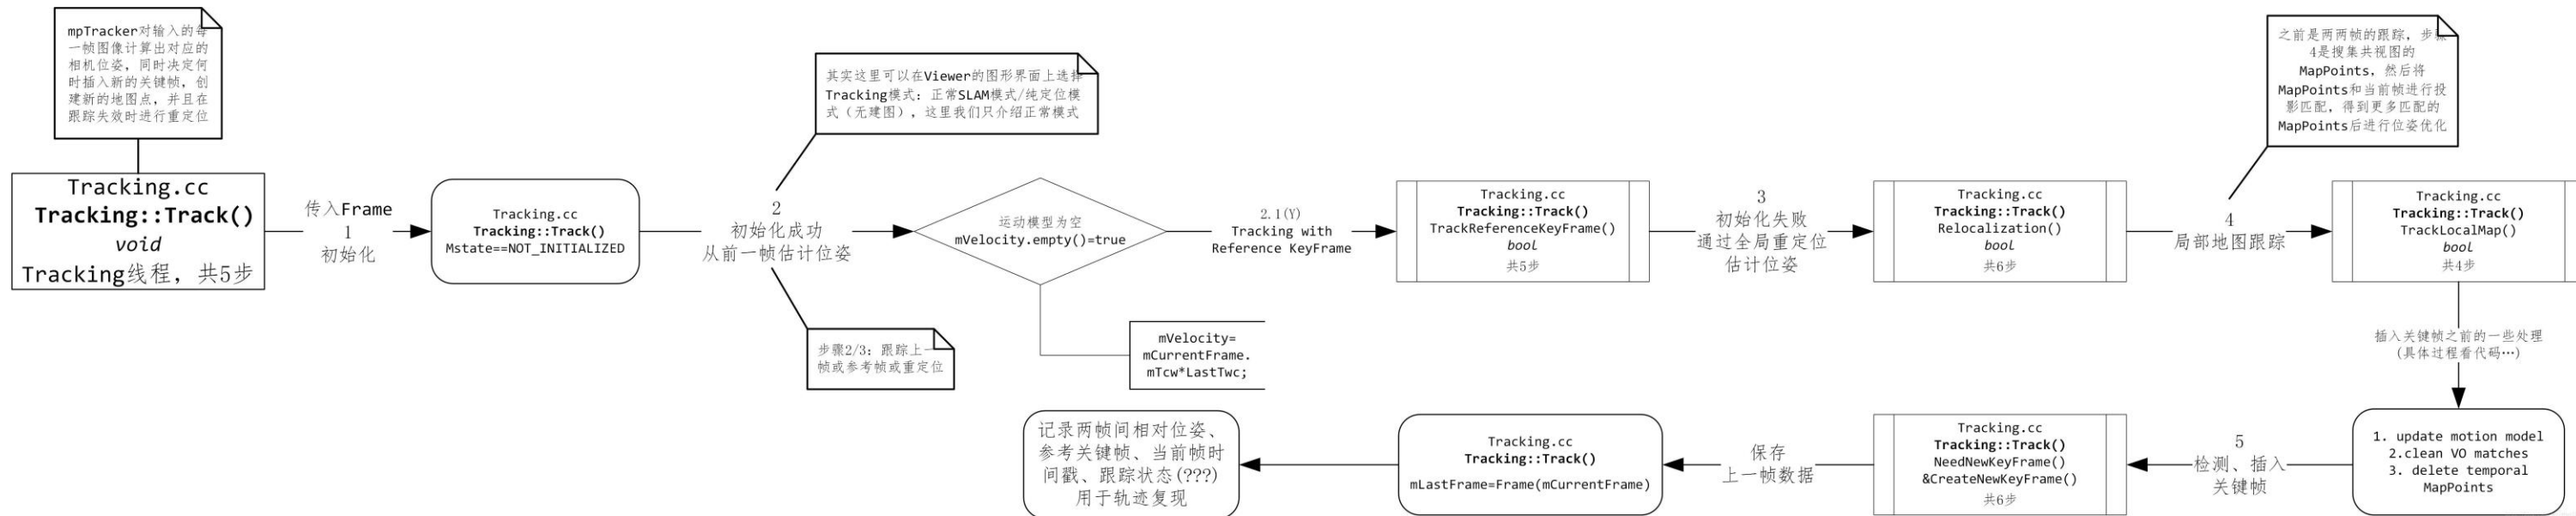 mpTracker对输入的每
一帧图像计算出对应的
相机位姿，同时决定何
时插入新的关键帧，创
建新的地图点，并且在
跟踪失效时进行重定位
Tracking.cc
Tracking::Track()
void
Tracking线程，共5步
传入Frame
1
初始化
Tracking.cc
Tracking::Track()
Mstate==NOT_INITIALIZED
其实这里可以在Viewer的图形界面上选择
Tracking模式：正常SLAM模式/纯定位模
式（无建图），这里我们只介绍正常模式
2
初始化成功
从前一帧估计位姿
步骤2/3：跟踪上一
帧或参考帧或重定位
运动模型为空
mVelocity.empty()=true
mVelocity=
mCurrentFrame.
mTcw*LastTwc;
2.1(Y)
Tracking with
Reference KeyFrame
Tracking.cc
Tracking::Track()
TrackReferenceKeyFrame()
bool
共5步
3
初始化失败
通过全局重定位
估计位姿
Tracking.cc
Tracking::Track()
Relocalization()
bool
共6步
之前是两两帧的跟踪，步骤
4是搜集共视图的
MapPoints，然后将
MapPoints和当前帧进行投
影匹配，得到更多匹配的
MapPoints后进行位姿优化
4
局部地图跟踪
Tracking.cc
Tracking::Track()
TrackLocalMap()
bool
共4步
插入关键帧之前的一些处理
(具体过程看代码…)
1. update motion model
2.clean VO matches
3. delete temporal
MapPoints
5
检测、插入
关键帧
Tracking.cc
Tracking::Track()
NeedNewKeyFrame()
&CreateNewKeyFrame()
共6步
保存
上一帧数据
Tracking.cc
Tracking::Track()
mLastFrame=Frame(mCurrentFrame)
记录两帧间相对位姿、
参考关键帧、当前帧时
间戳、跟踪状态(???)
用于轨迹复现